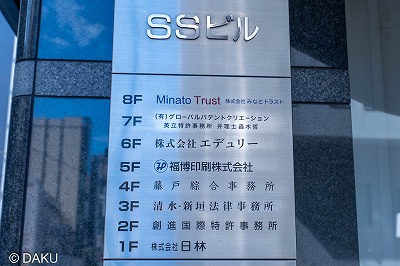 SSビル
8F Minato Trust 株式会社 みなとトラスト
7F (有)グローバルパテントクリエーション
英立特許事務所 弁理士轟木哲
6F 株式会社 エデュリー
5F 福博印刷株式会社
4F 藤戸綜合事務所
3F 清水・新垣法律事務所
2F 創進国際特許事務所
1F 株式会社 日林
© DAKU